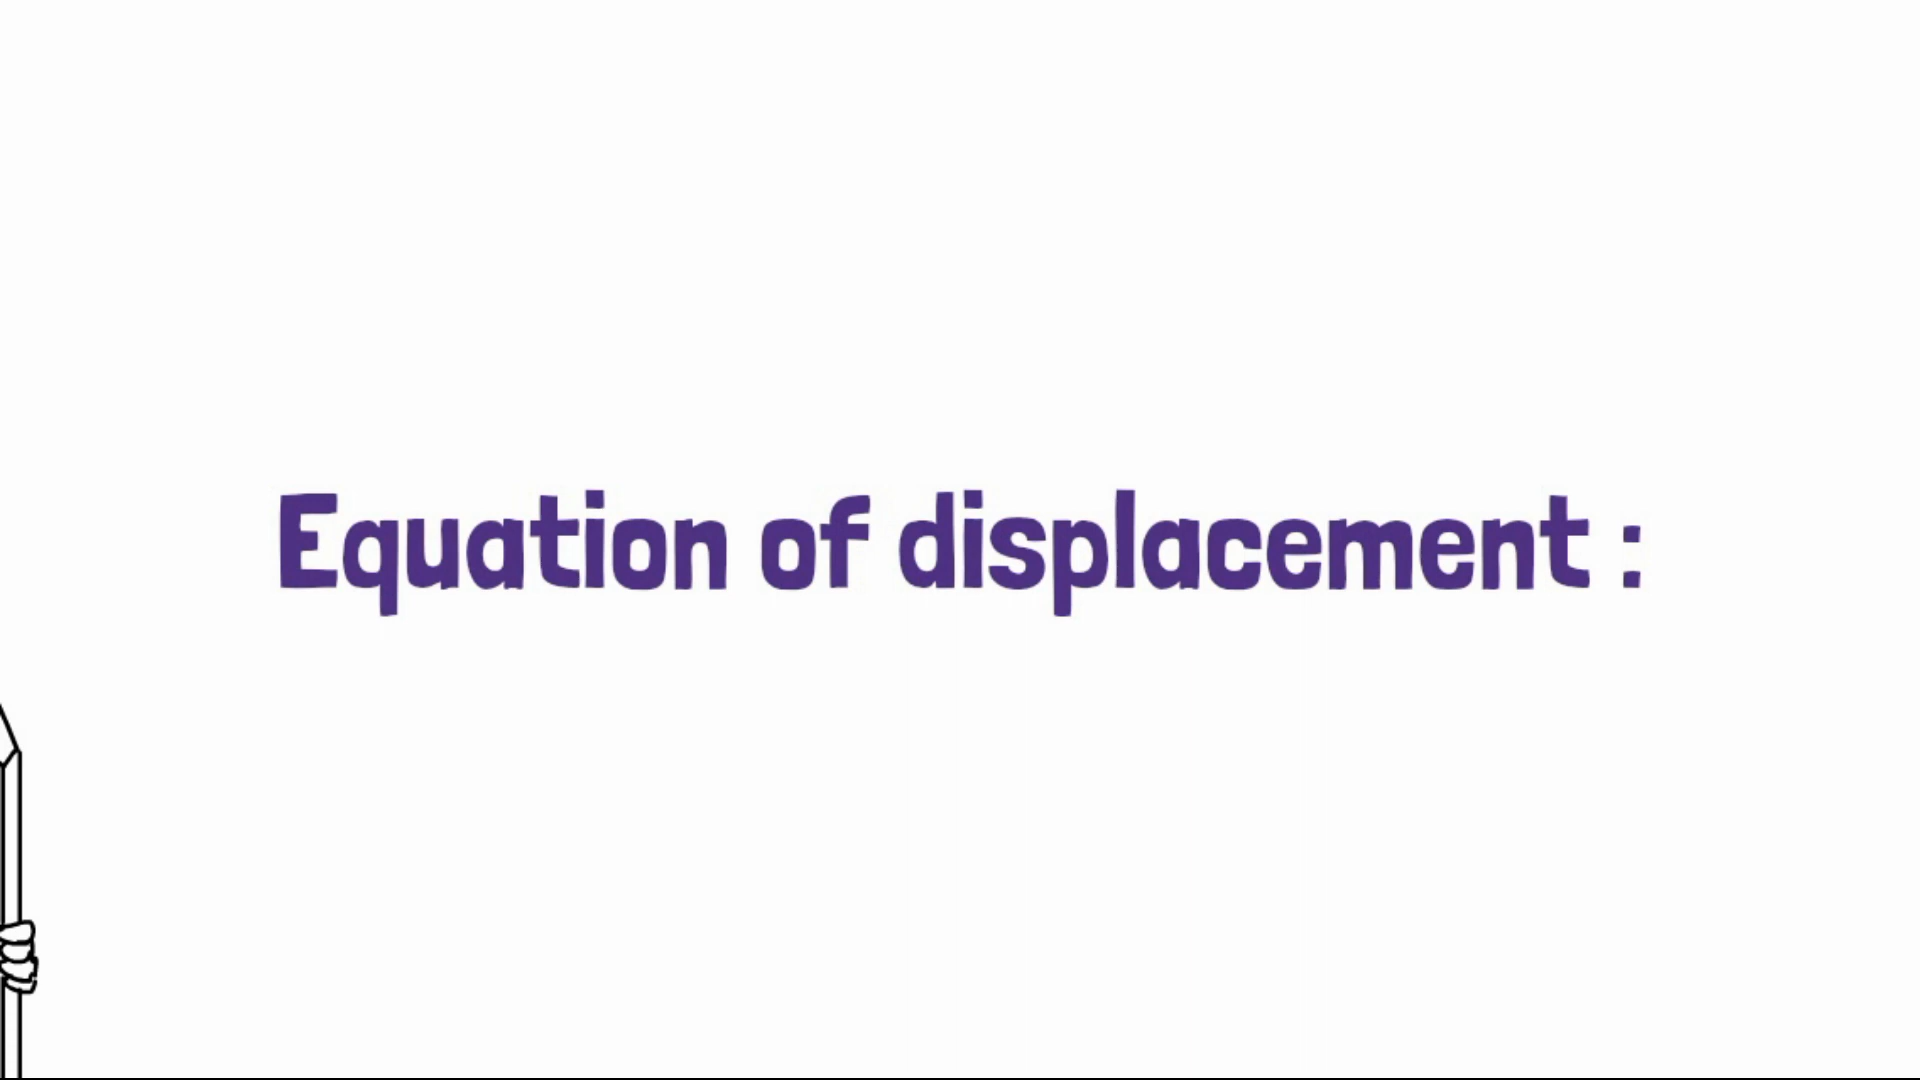 Equation of displacement :